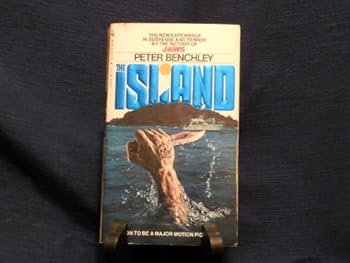 THE NEW EXPERIENCE
IN SUSPENSE AND TERROR
BY THE AUTHOR OF
JAWS
PETER BENCHLEY
THE
ISLAND
ON TO BE A MAJOR MOTION PIC